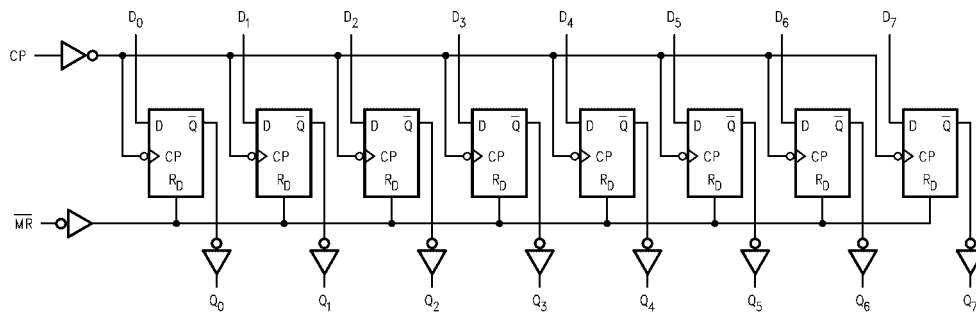 D0 D1 D2 D3 D4 D5 D6 D7
CP
D Q̅ D Q̅ D Q̅ D Q̅ D Q̅ D Q̅ D Q̅ D Q̅
CP CP CP CP CP CP CP CP
RD RD RD RD RD RD RD RD
M̅R̅
Q0 Q1 Q2 Q3 Q4 Q5 Q6 Q7